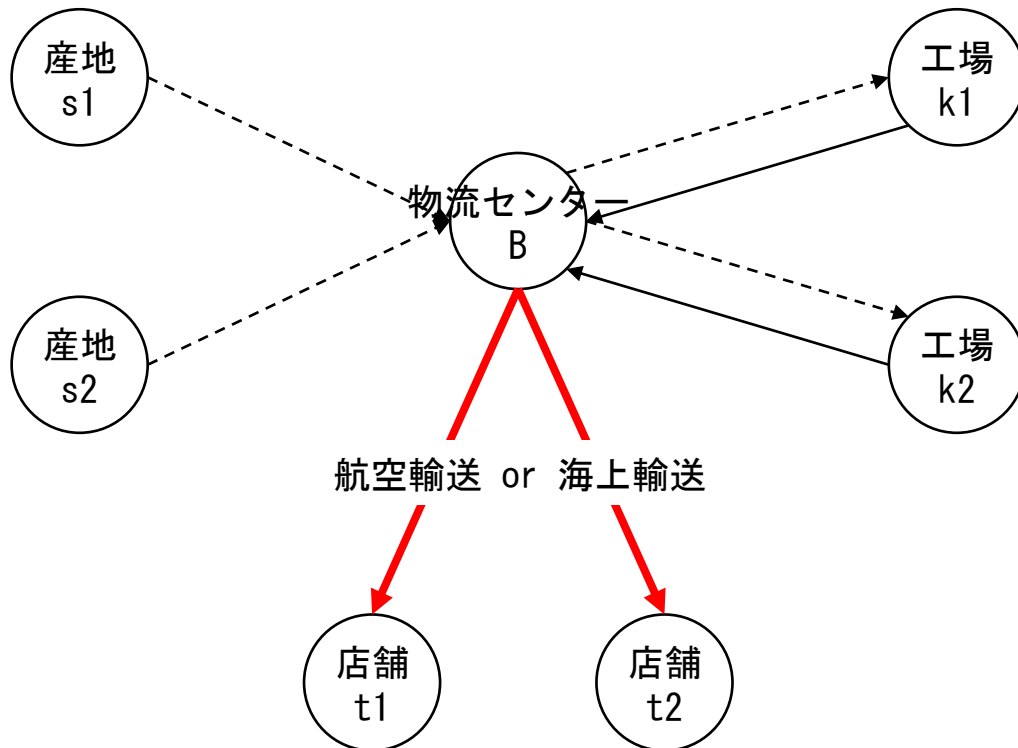 産地
s1
工場
k1
物流センター
B
産地
s2
工場
k2
航空輸送 or 海上輸送
店舗
t1
店舗
t2